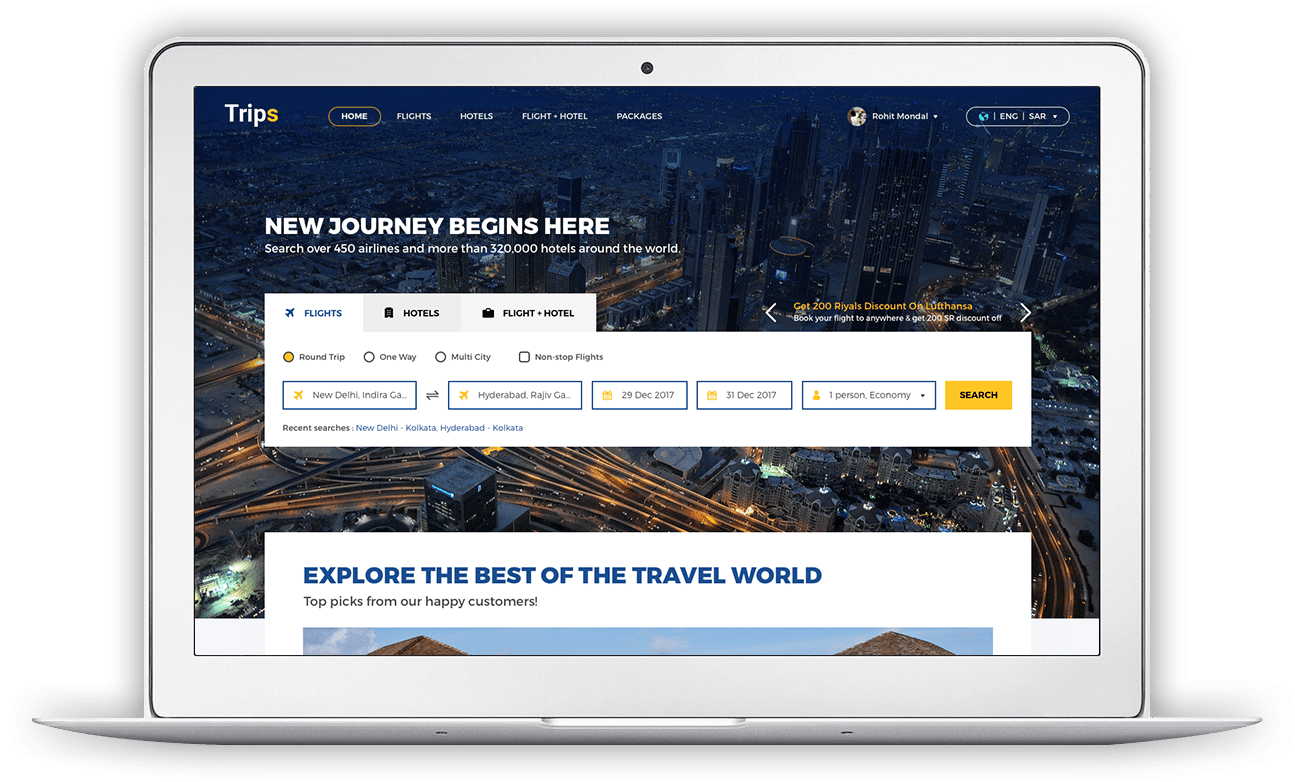 Trips
HOME FLIGHTS HOTELS FLIGHT + HOTEL PACKAGES Rohit Mondal | ENG | SAR
NEW JOURNEY BEGINS HERE
Search over 450 airlines and more than 320,000 hotels around the world.
FLIGHTS HOTELS FLIGHT + HOTEL
Get 200 Riyals Discount On Lufthansa
Book your flight to anywhere & get 200 SR discount off
Round Trip One Way Multi City Non-stop Flights
New Delhi, Indira Ga... Hyderabad, Rajiv Ga... 29 Dec 2017 31 Dec 2017 1 person, Economy SEARCH
Recent searches : New Delhi - Kolkata, Hyderabad - Kolkata
EXPLORE THE BEST OF THE TRAVEL WORLD
Top picks from our happy customers!